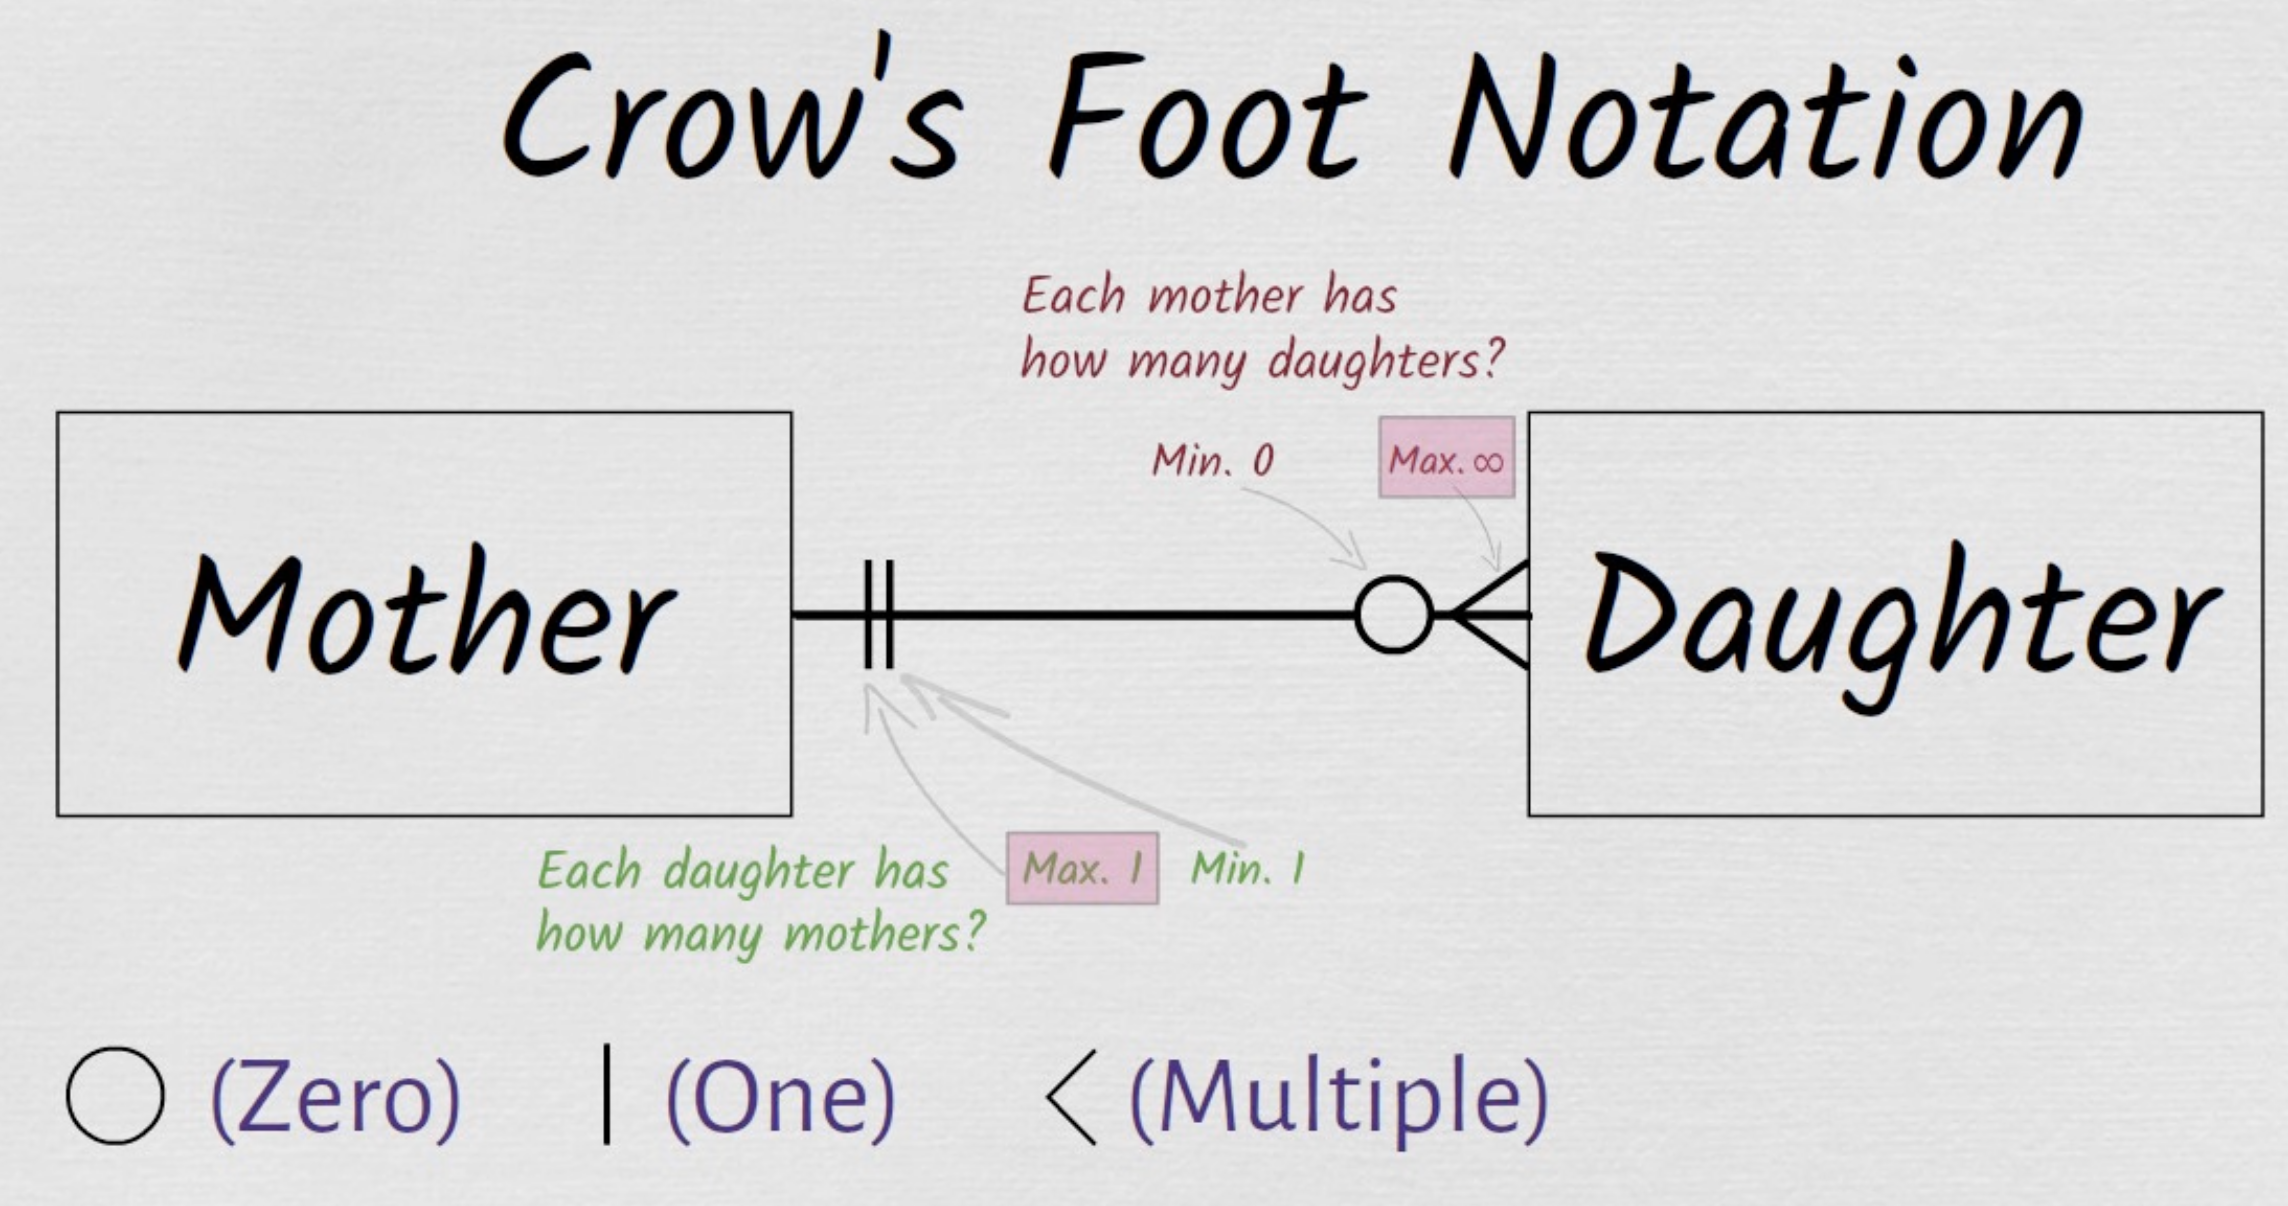 Crow's Foot Notation
Each mother has
how many daughters?
Min. 0 Max. ∞
Mother
Daughter
Each daughter has Max. 1 Min. 1
how many mothers?
(Zero) (One) (Multiple)